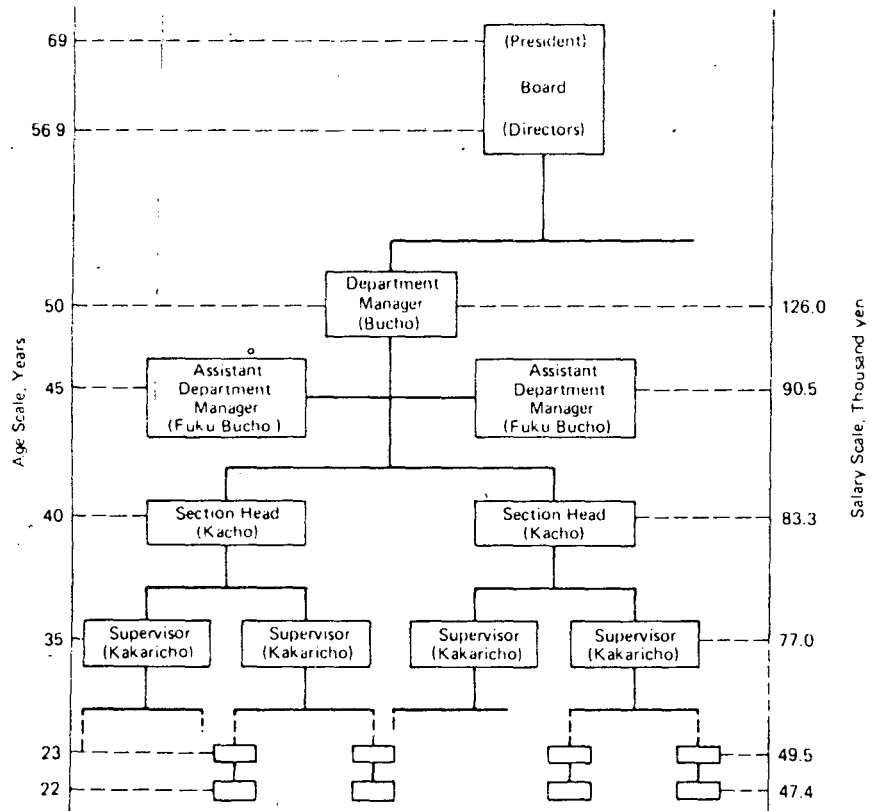 69
(President)
Board
56 9
(Directors)
Department
Manager
(Bucho)
50
126.0
Age Scale, Years
Salary Scale, Thousand yen
Assistant
Department
Manager
(Fuku Bucho)
Assistant
Department
Manager
(Fuku Bucho)
45
90.5
Section Head
(Kacho)
Section Head
(Kacho)
40
83.3
Supervisor
(Kakaricho)
Supervisor
(Kakaricho)
Supervisor
(Kakaricho)
Supervisor
(Kakaricho)
35
77.0
23
49.5
22
47.4